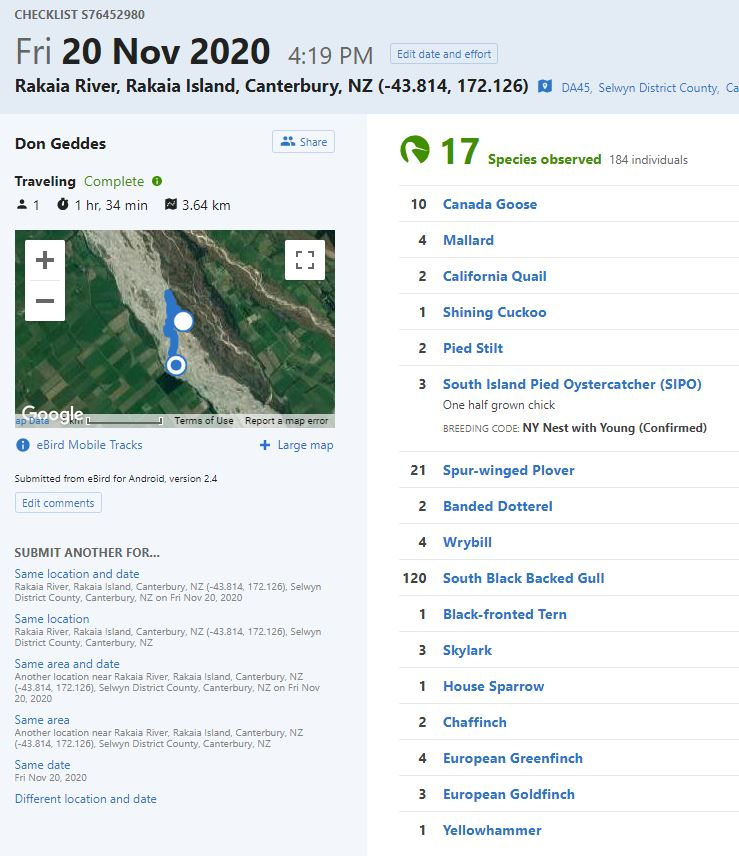 CHECKLIST S76452980
Fri 20 Nov 2020 4:19 PM Edit date and effort
Rakaia River, Rakaia Island, Canterbury, NZ (-43.814, 172.126) DA45, Selwyn District County, Ca
Don Geddes
Share
Traveling Complete
1 1 hr, 34 min 3.64 km
+
−
Google
ap Data km Terms of Use Report a map error
eBird Mobile Tracks + Large map
Submitted from eBird for Android, version 2.4
Edit comments
SUBMIT ANOTHER FOR...
Same location and date
Rakaia River, Rakaia Island, Canterbury, NZ (-43.814, 172.126), Selwyn
District County, Canterbury, NZ on Fri Nov 20, 2020
Same location
Rakaia River, Rakaia Island, Canterbury, NZ (-43.814, 172.126), Selwyn
District County, Canterbury, NZ
Same area and date
Another location near Rakaia River, Rakaia Island, Canterbury, NZ
(-43.814, 172.126), Selwyn District County, Canterbury, NZ on Fri Nov
20, 2020
Same area
Another location near Rakaia River, Rakaia Island, Canterbury, NZ
(-43.814, 172.126), Selwyn District County, Canterbury, NZ
Same date
Fri Nov 20, 2020
Different location and date
17 Species observed 184 individuals
10 Canada Goose
4 Mallard
2 California Quail
1 Shining Cuckoo
2 Pied Stilt
3 South Island Pied Oystercatcher (SIPO)
One half grown chick
BREEDING CODE: NY Nest with Young (Confirmed)
21 Spur-winged Plover
2 Banded Dotterel
4 Wrybill
120 South Black Backed Gull
1 Black-fronted Tern
3 Skylark
1 House Sparrow
2 Chaffinch
4 European Greenfinch
3 European Goldfinch
1 Yellowhammer